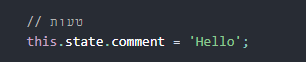 // טעות
this.state.comment = 'Hello';